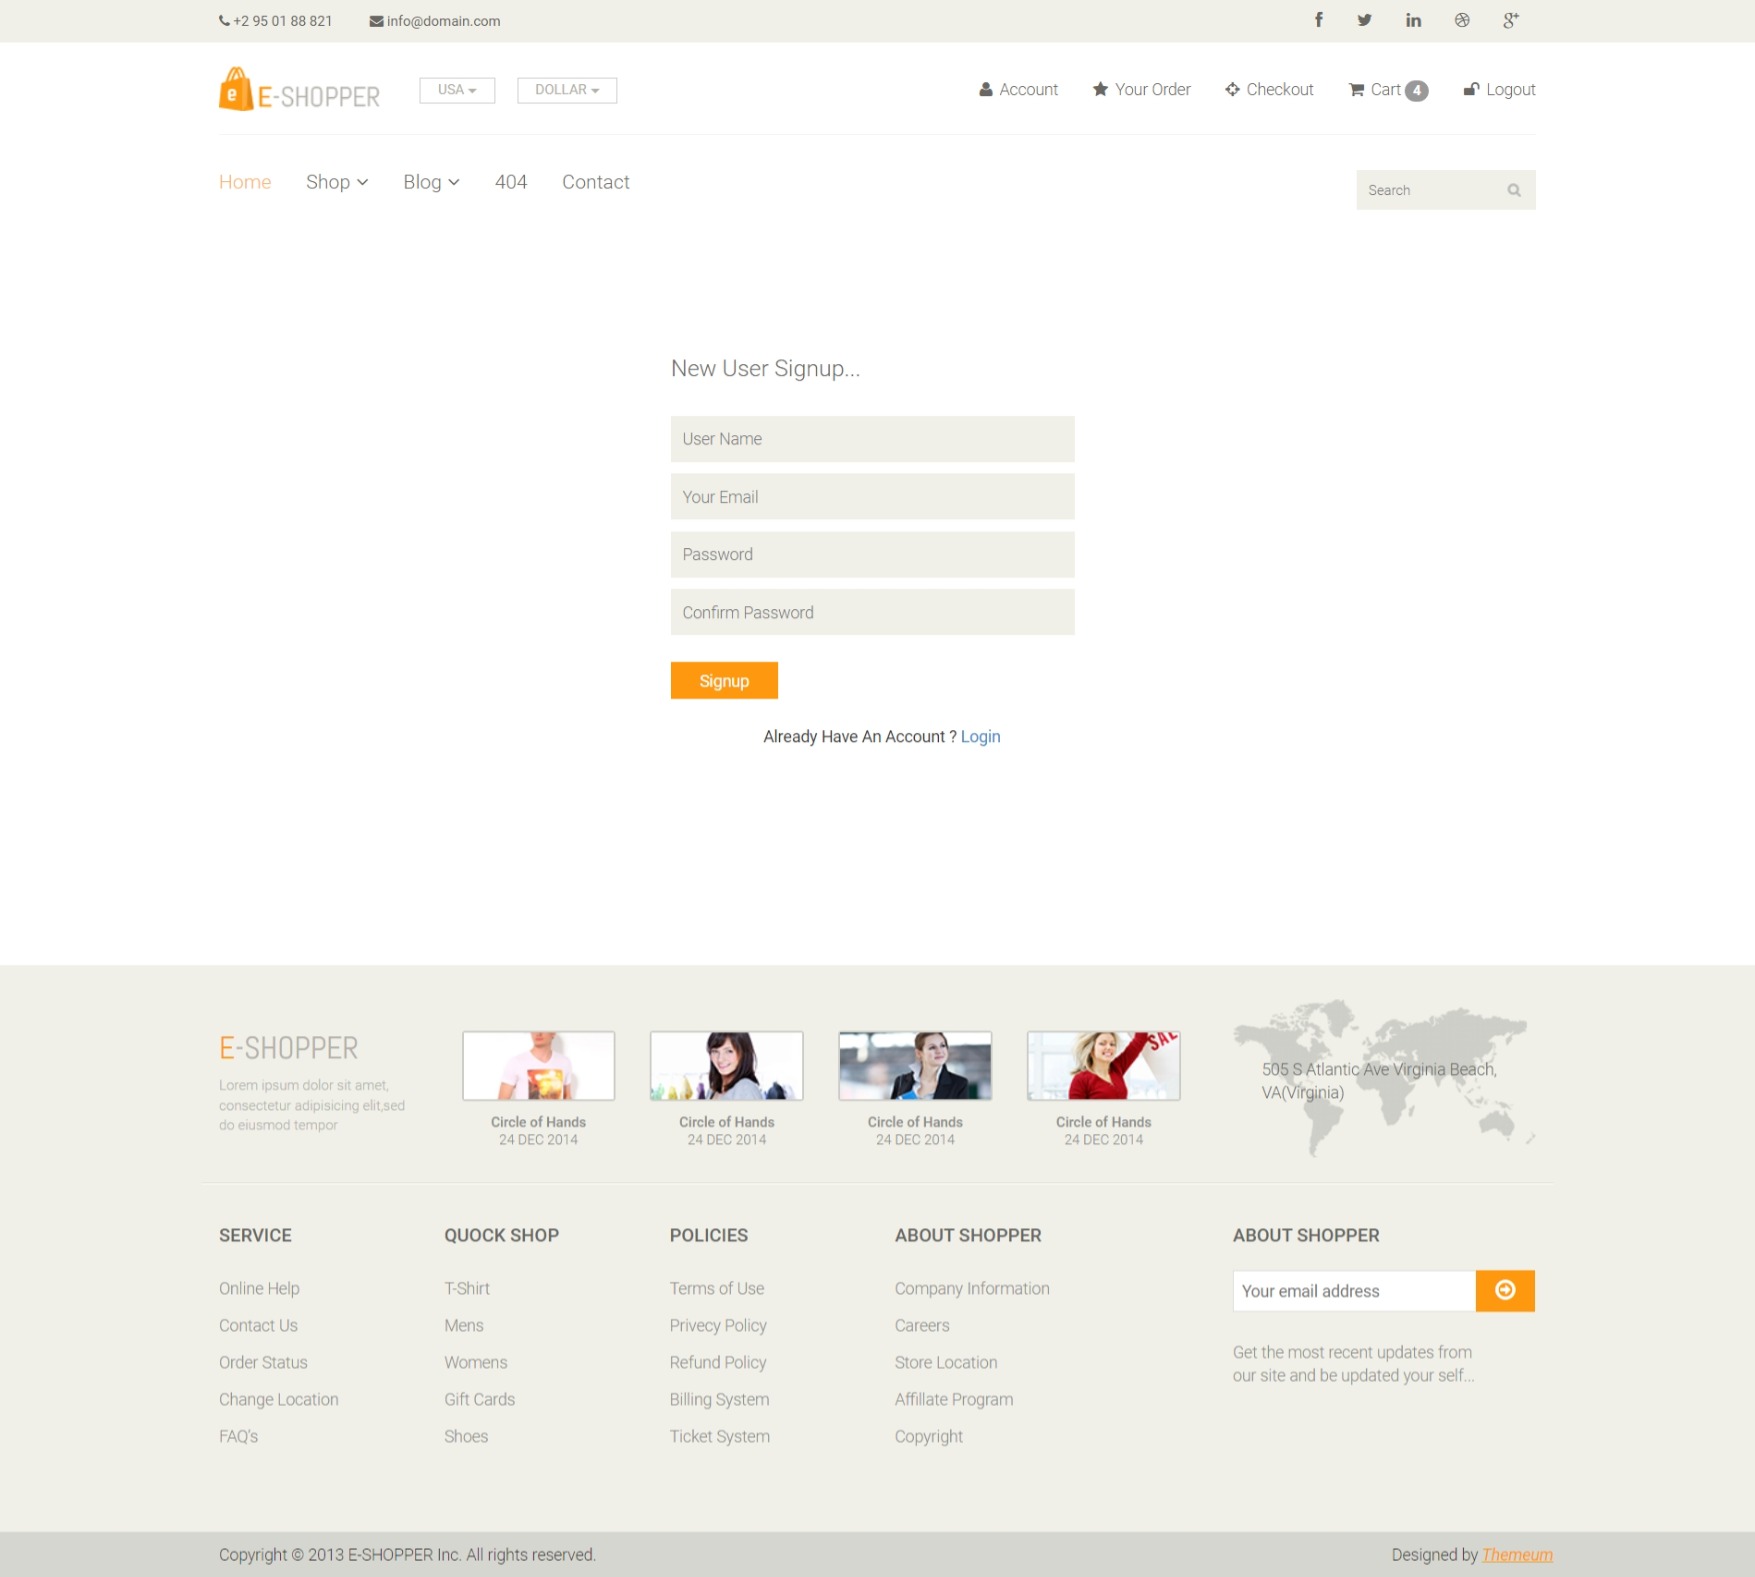 +2 95 01 88 821
info@domain.com
E-SHOPPER
USA
DOLLAR
Account
Your Order
Checkout
Cart 4
Logout
Home
Shop
Blog
404
Contact
Search
New User Signup...
User Name
Your Email
Password
Confirm Password
Signup
Already Have An Account ? Login
E-SHOPPER
Lorem ipsum dolor sit amet,
consectetur adipisicing elit,sed
do eiusmod tempor
Circle of Hands
24 DEC 2014
Circle of Hands
24 DEC 2014
Circle of Hands
24 DEC 2014
SALE
Circle of Hands
24 DEC 2014
505 S Atlantic Ave Virginia Beach,
VA(Virginia)
SERVICE
Online Help
Contact Us
Order Status
Change Location
FAQ's
QUOCK SHOP
T-Shirt
Mens
Womens
Gift Cards
Shoes
POLICIES
Terms of Use
Privecy Policy
Refund Policy
Billing System
Ticket System
ABOUT SHOPPER
Company Information
Careers
Store Location
Affillate Program
Copyright
ABOUT SHOPPER
Your email address
Get the most recent updates from
our site and be updated your self...
Copyright © 2013 E-SHOPPER Inc. All rights reserved.
Designed by Themeum